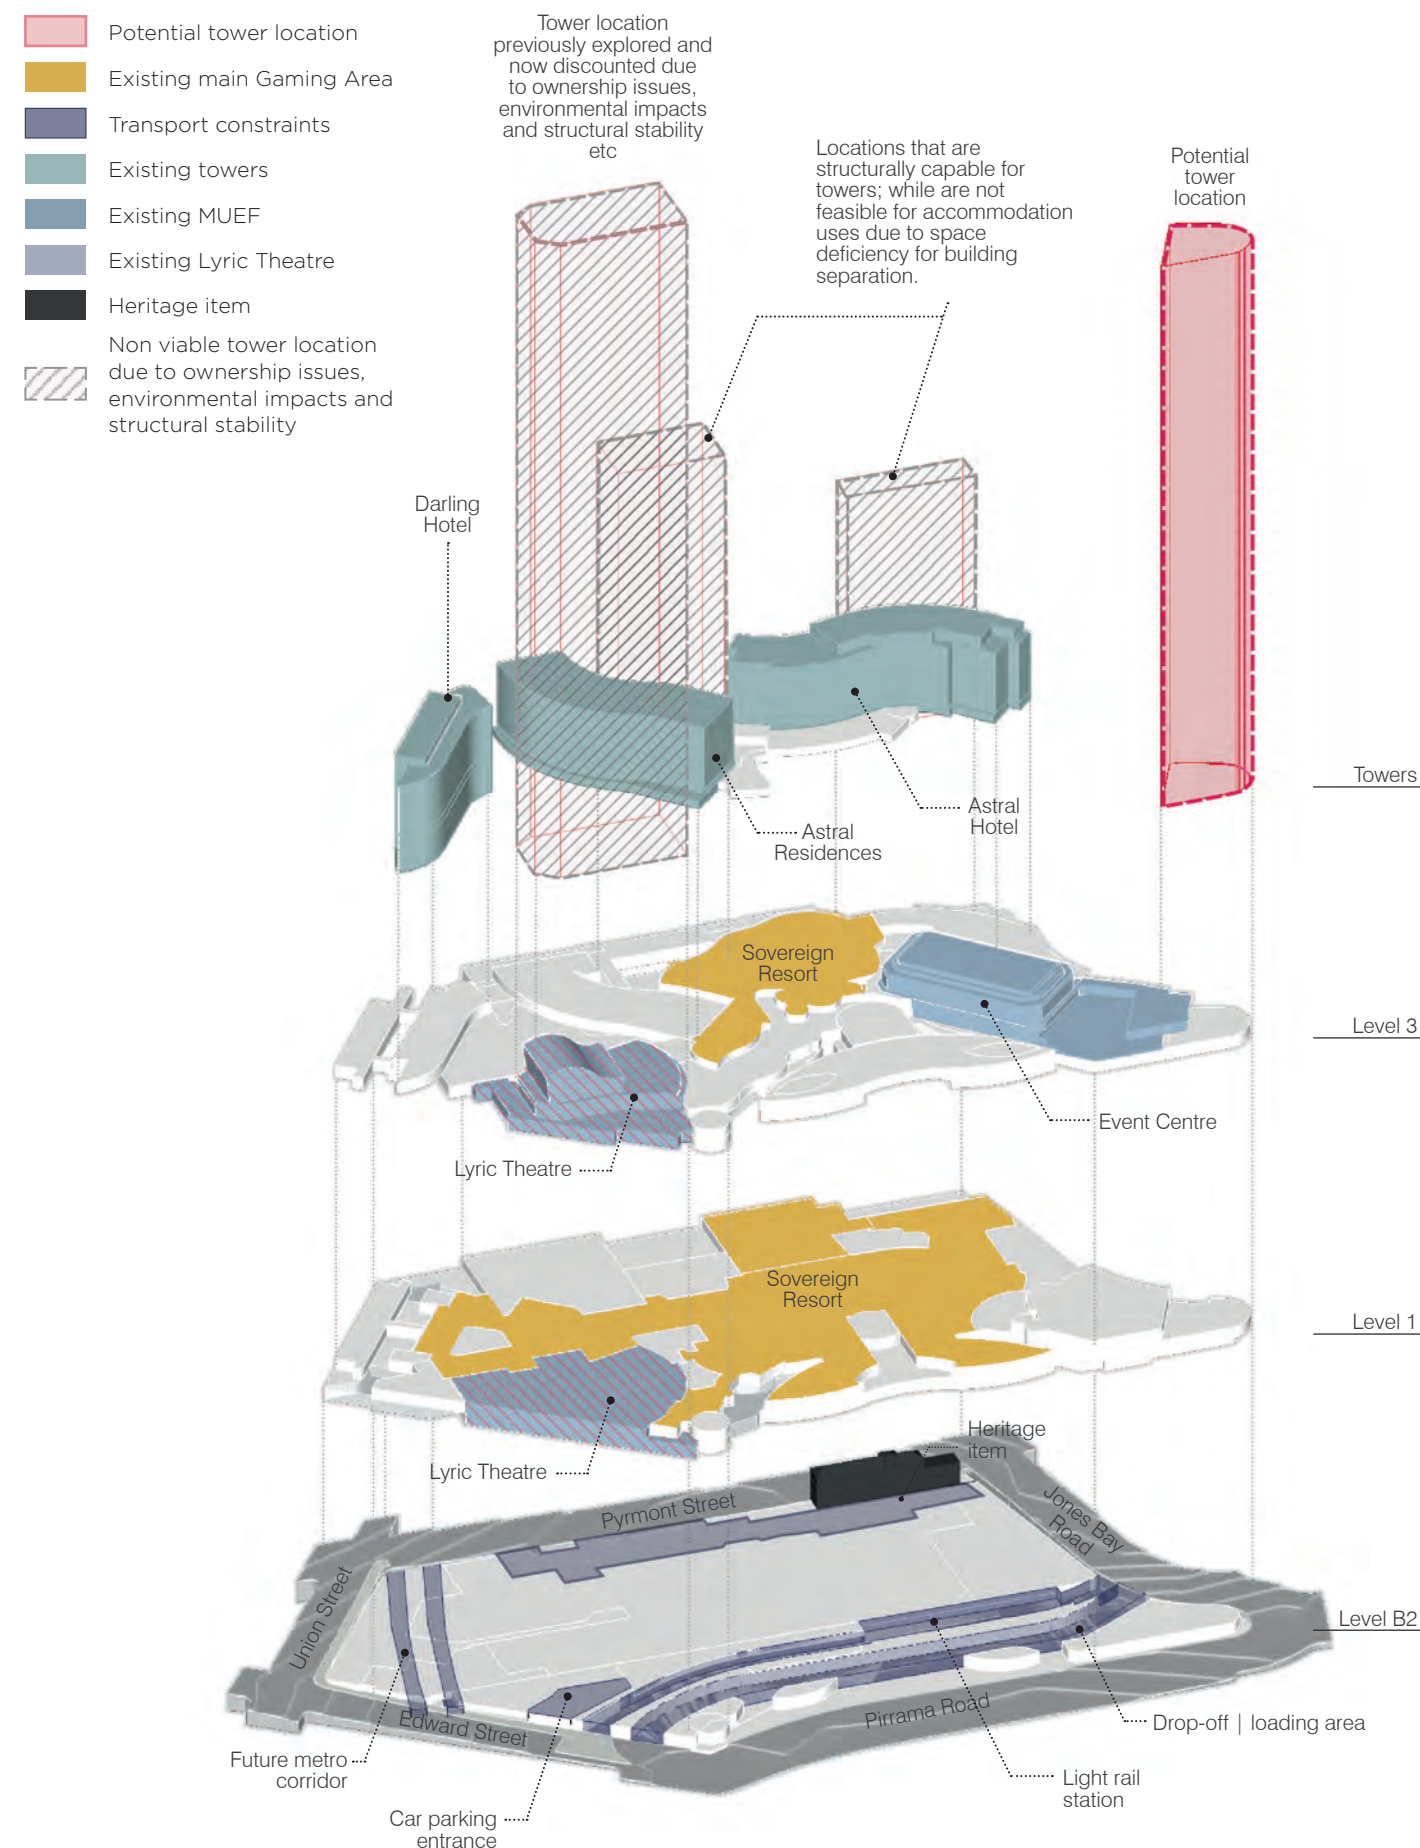 Potential tower location
Existing main Gaming Area
Transport constraints
Existing towers
Existing MUEF
Existing Lyric Theatre
Heritage item
Non viable tower location
due to ownership issues,
environmental impacts and
structural stability
Tower location
previously explored and
now discounted due
to ownership issues,
environmental impacts
and structural stability
etc
Locations that are
structurally capable for
towers; while are not
feasible for accommodation
uses due to space
deficiency for building
separation.
Potential
tower
location
Darling
Hotel
Towers
Astral
Hotel
Astral
Residences
Sovereign
Resort
Level 3
Event Centre
Lyric Theatre
Sovereign
Resort
Level 1
Heritage
item
Lyric Theatre
Pyrmont Street
Jones Bay
Road
Union Street
Level B2
Edward Street
Pirrama Road
Drop-off | loading area
Future metro
corridor
Light rail
station
Car parking
entrance